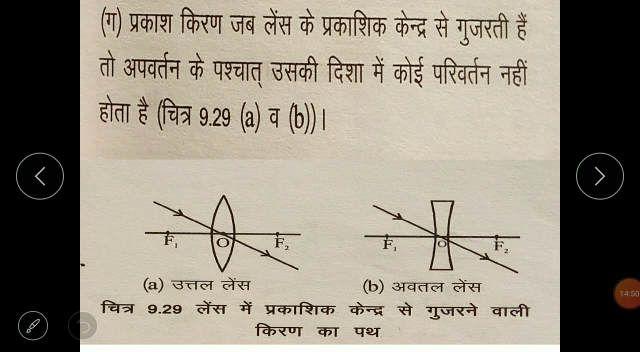 (ग) प्रकाश किरण जब लेंस के प्रकाशिक केन्द्र से गुजरती हैं
तो अपवर्तन के पश्चात् उसकी दिशा में कोई परिवर्तन नहीं
होता है (चित्र 9.29 (a) व (b))।
F₁ O F₂
F₁ O F₂
(a) उत्तल लेंस (b) अवतल लेंस
चित्र 9.29 लेंस में प्रकाशिक केन्द्र से गुजरने वाली
किरण का पथ
14:50